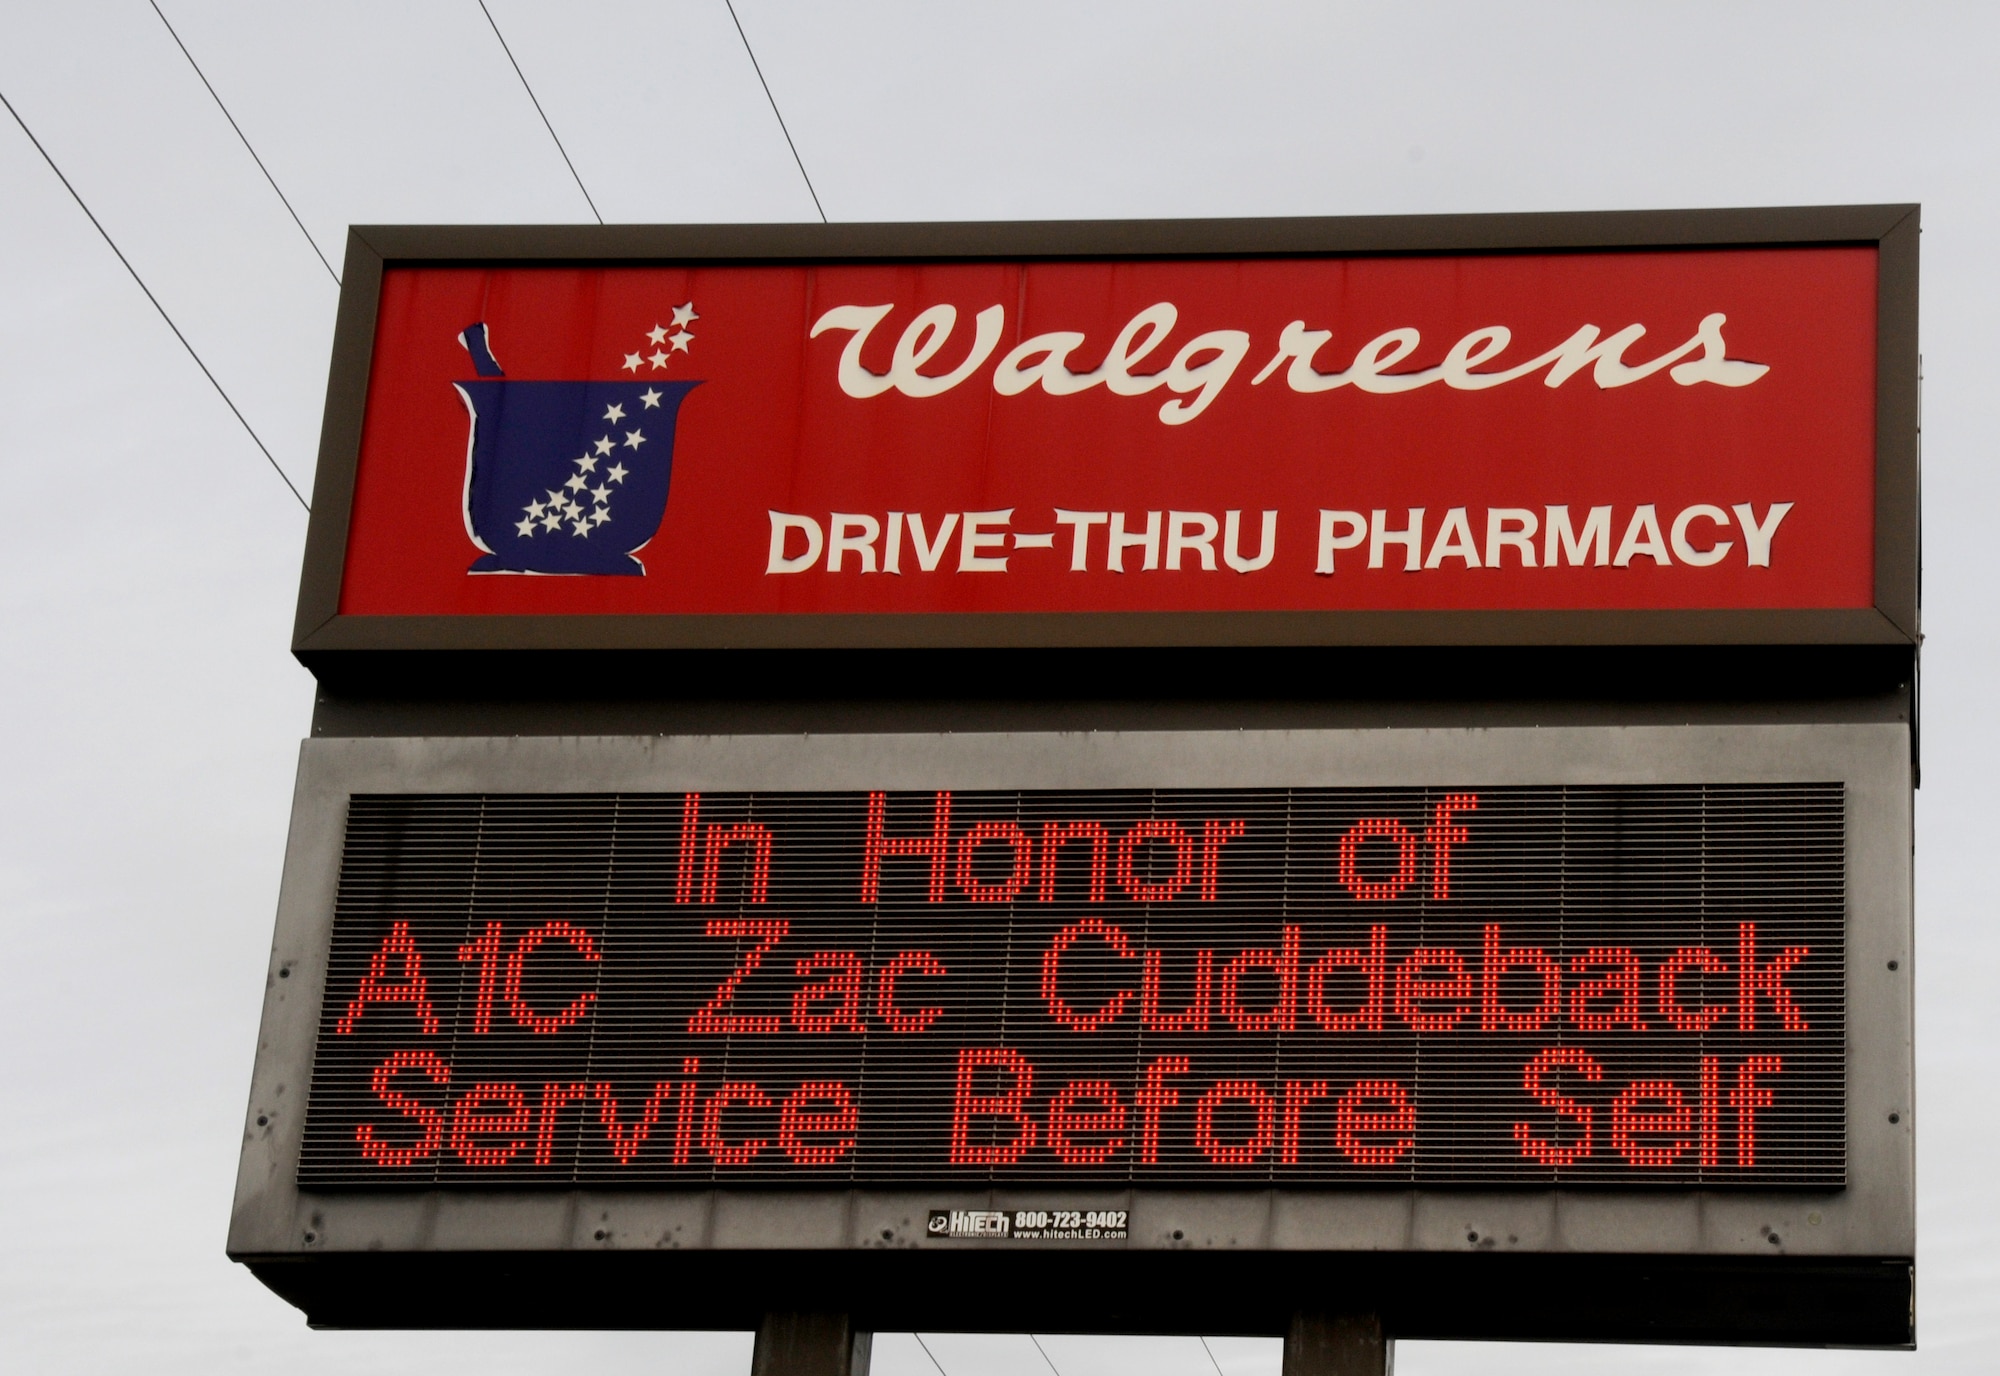 Walgreens
DRIVE-THRU PHARMACY
In Honor of
A1C Zac Cuddeback
Service Before Self
HiTECH 800-723-9402
www.hitechLED.com